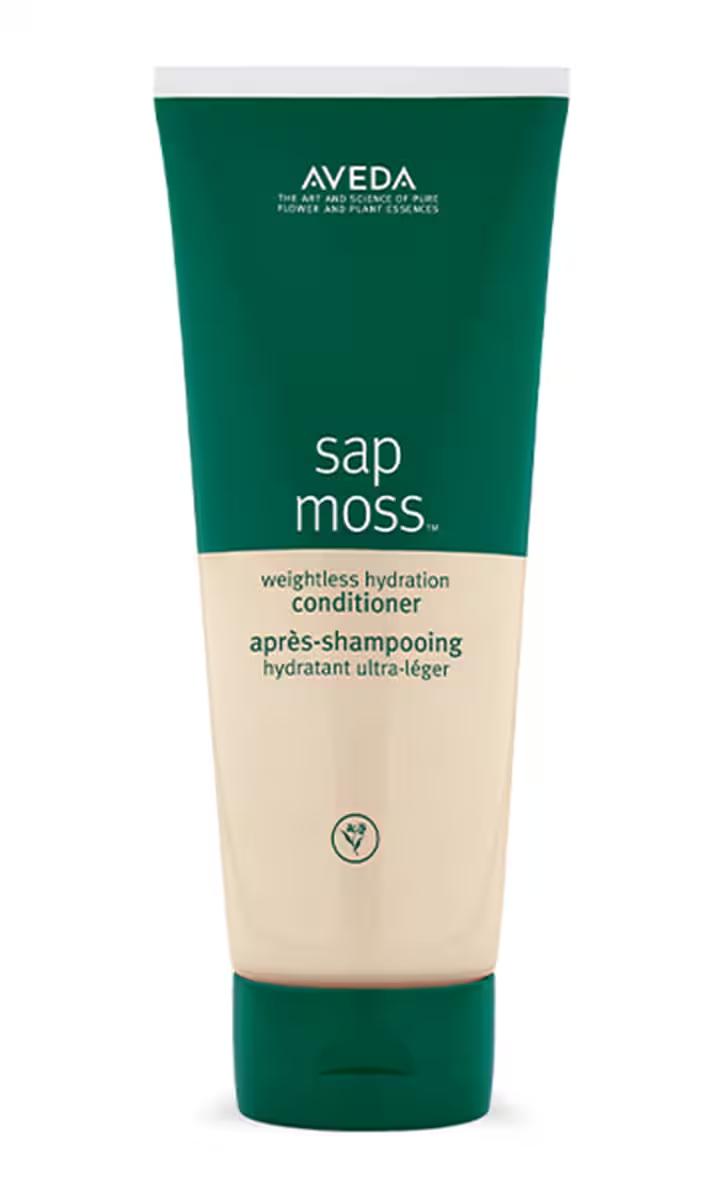 AVEDA
THE ART AND SCIENCE OF PURE
FLOWER AND PLANT ESSENCES
sap
moss™
weightless hydration
conditioner
après-shampooing
hydratant ultra-léger